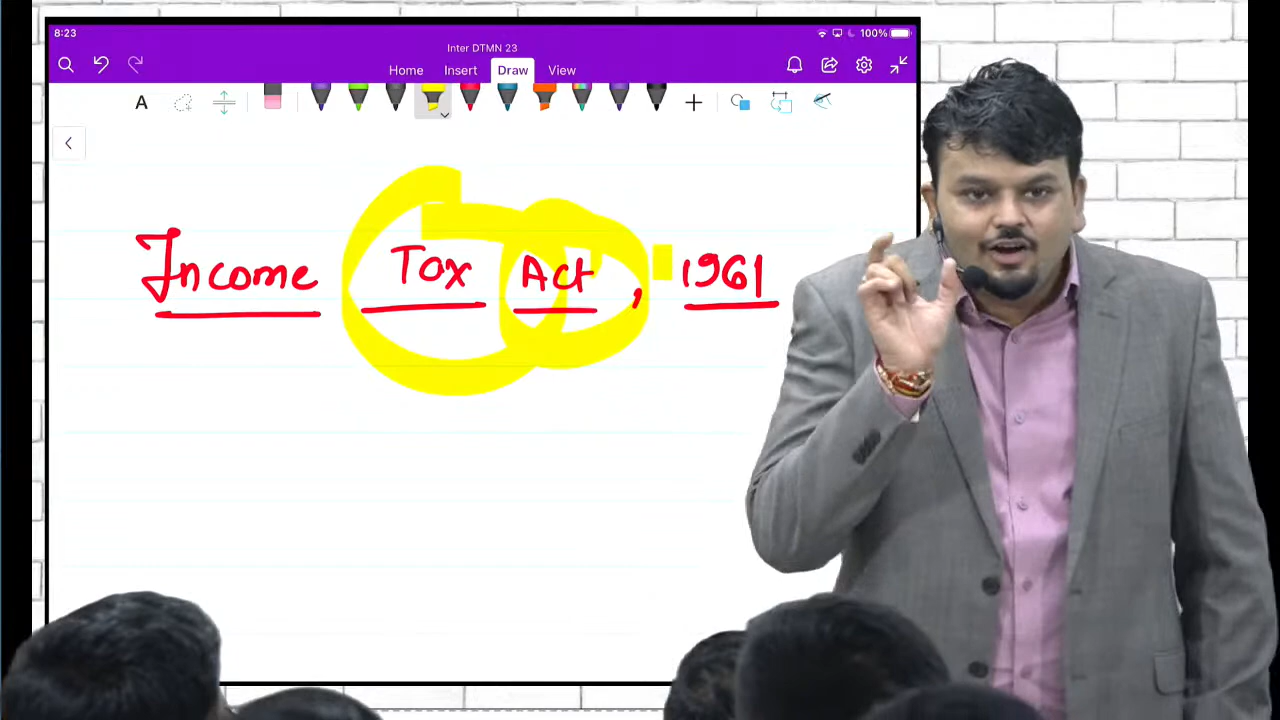 8:23
100%
Inter DTMN 23
Home Insert Draw View
A
Income Tax Act, 1961